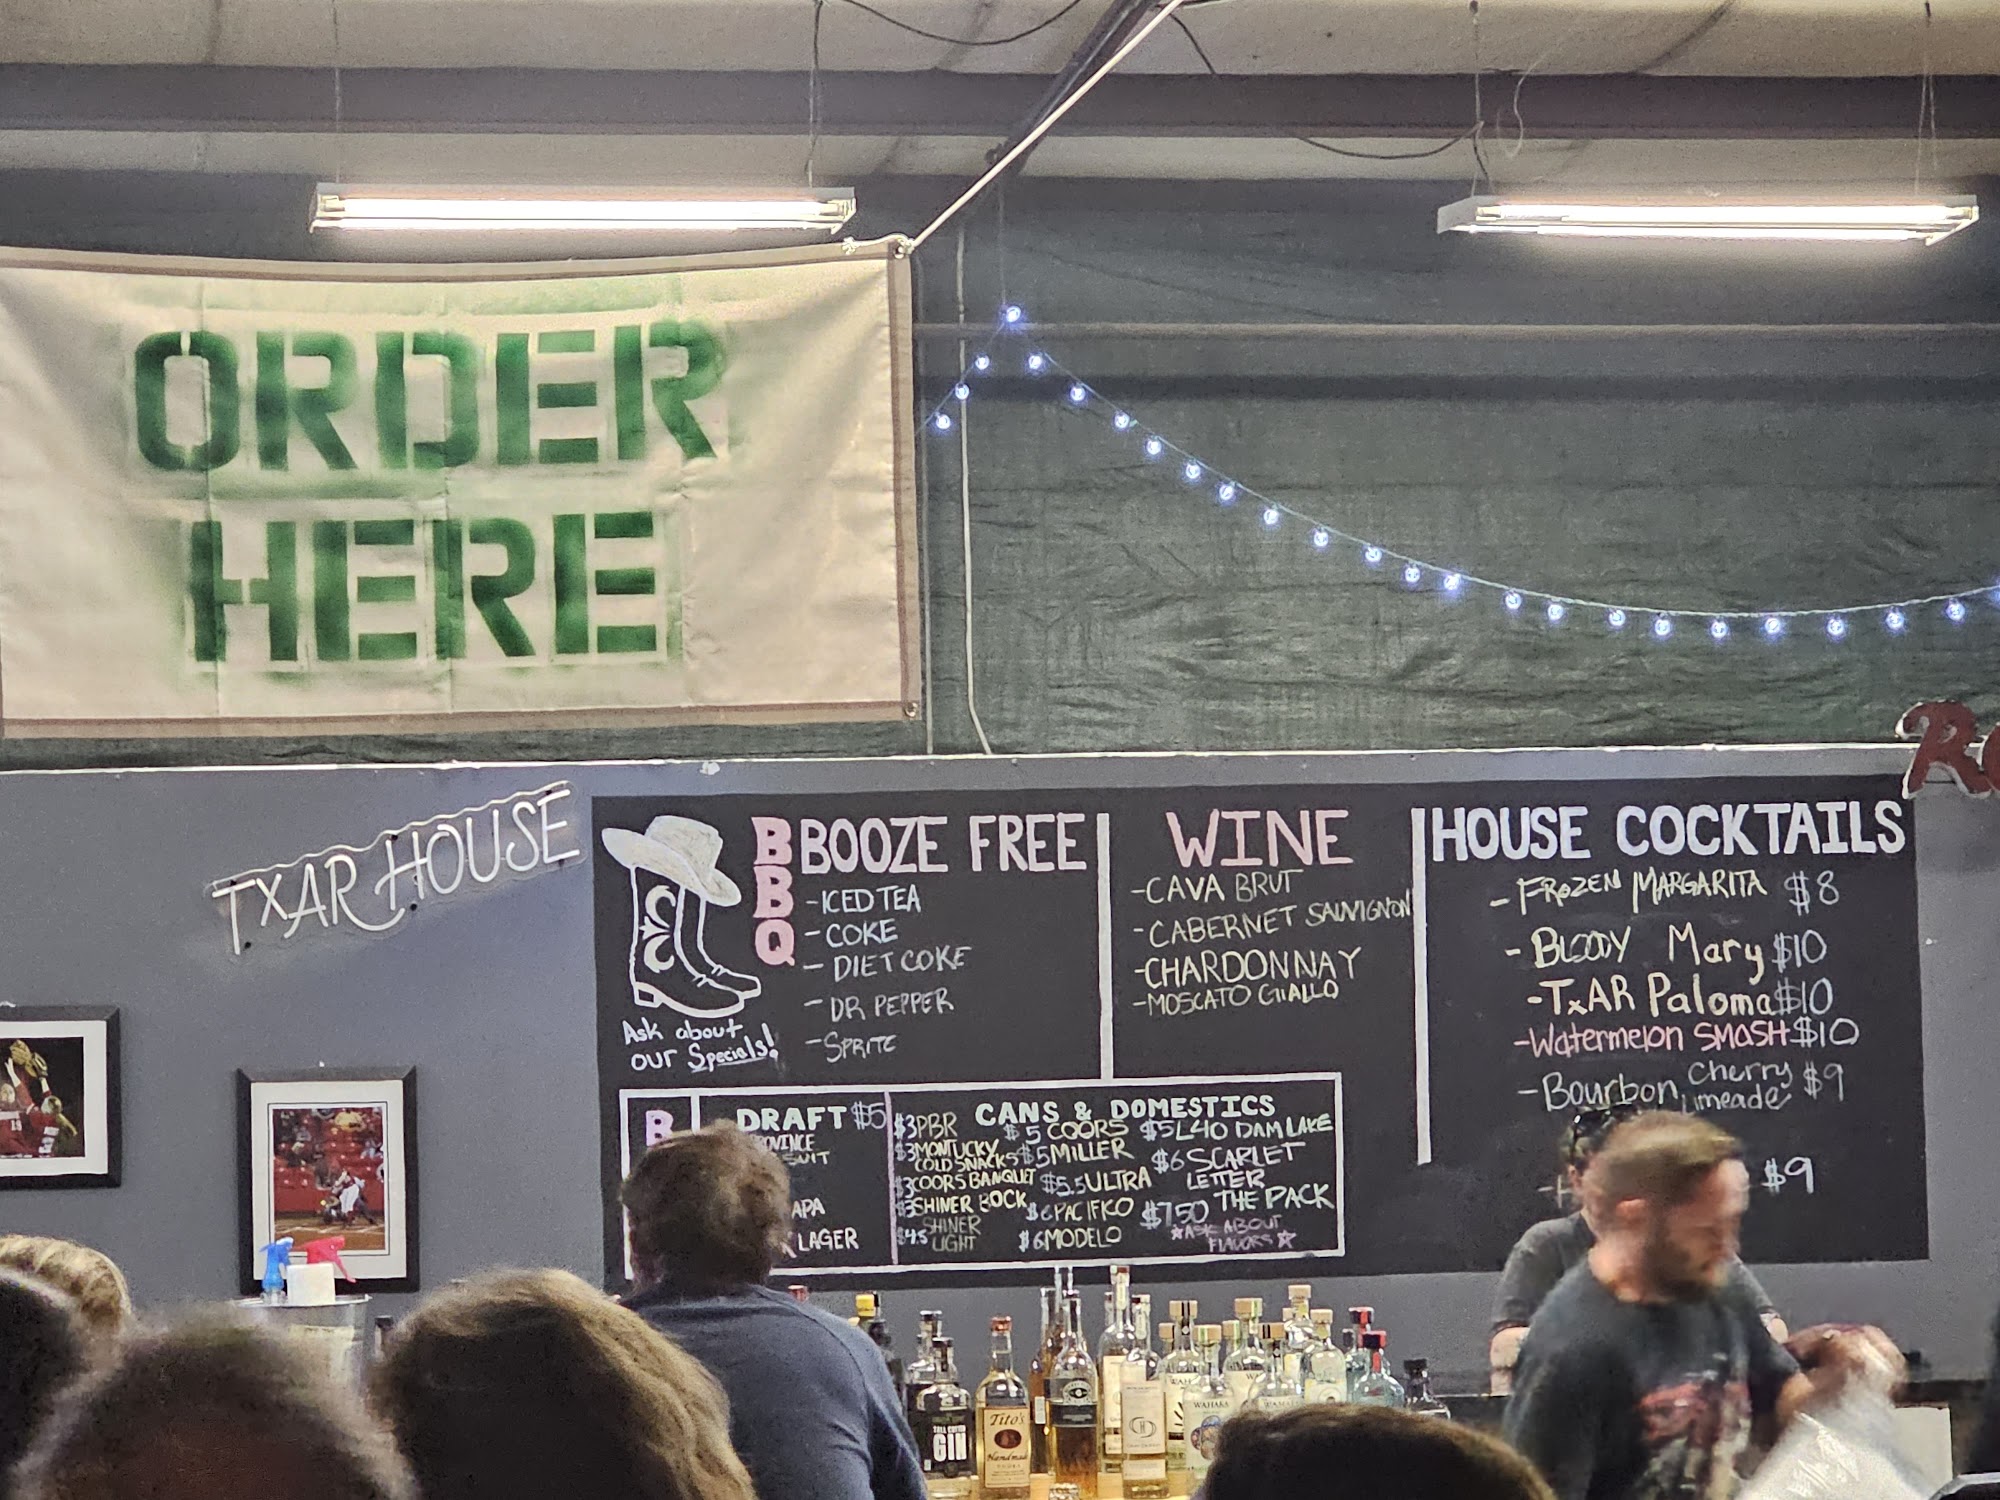 ORDER
HERE
TXAR HOUSE
BBQ
Ask about
our Specials!
BOOZE FREE
- ICED TEA
- COKE
- DIET COKE
- DR PEPPER
- SPRITE
WINE
- CAVA BRUT
- CABERNET SAUVIGNON
- CHARDONNAY
- MOSCATO GIALLO
HOUSE COCKTAILS
- FROZEN MARGARITA $8
- BLOODY Mary $10
- TXAR Paloma $10
- Watermelon SMASH $10
- Bourbon Cherry Limeade $9
$9
B
DRAFT $5
SUIT
LAGER
CANS & DOMESTICS
$3 PBR
$3 MONTUCKY
COLD SNACKS
$3 COORS BANQUET
$3 SHINER BOCK
$4.5 SHINER
LIGHT
$5 COORS
$5 MILLER
$5.5 ULTRA
$6 PACIFICO
$6 MODELO
$5 L40 DAM LAKE
$6 SCARLET
LETTER
$7.50 THE PACK
☆ASK ABOUT
FLAVORS☆
GIN
Tito's
Handmade
WAHAKA